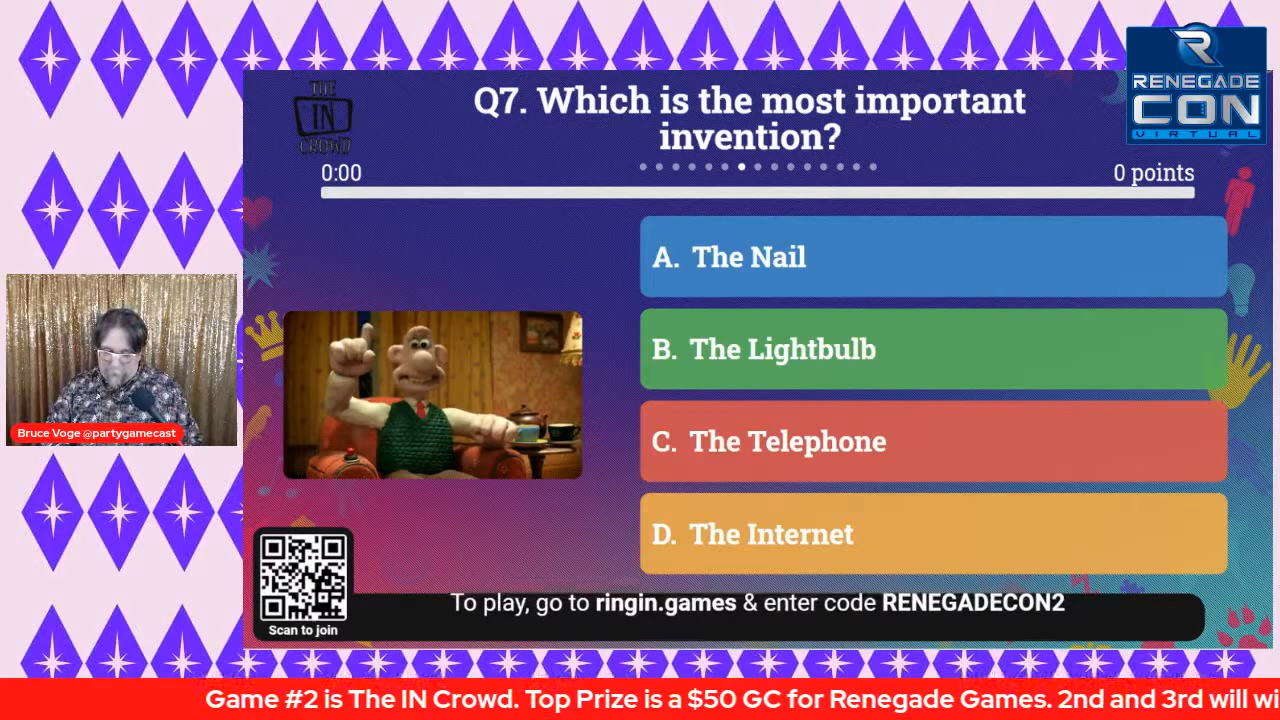 RENEGADE
CON
VIRTUAL
THE
IN
CROWD
Q7. Which is the most important
invention?
0:00
0 points
A. The Nail
B. The Lightbulb
C. The Telephone
D. The Internet
Bruce Voge @partygamecast
Scan to join
To play, go to ringin.games & enter code RENEGADECON2
Game #2 is The IN Crowd. Top Prize is a $50 GC for Renegade Games. 2nd and 3rd will wi